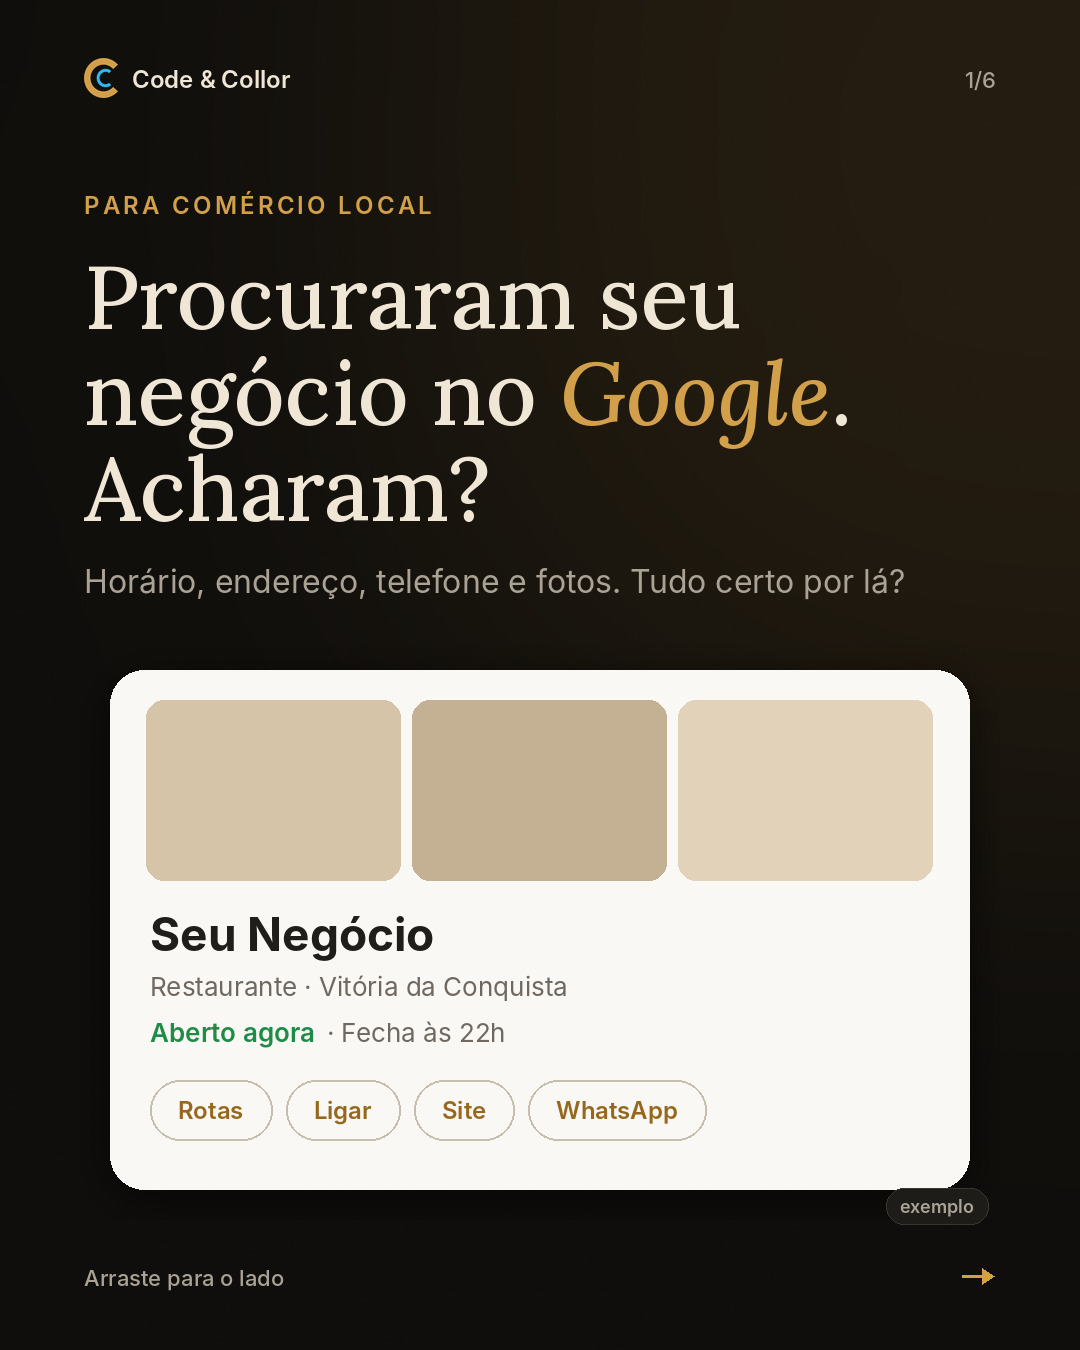 Code & Collor
1/6
PARA COMÉRCIO LOCAL
Procuraram seu
negócio no Google.
Acharam?
Horário, endereço, telefone e fotos. Tudo certo por lá?
Seu Negócio
Restaurante · Vitória da Conquista
Aberto agora · Fecha às 22h
Rotas Ligar Site WhatsApp
exemplo
Arraste para o lado